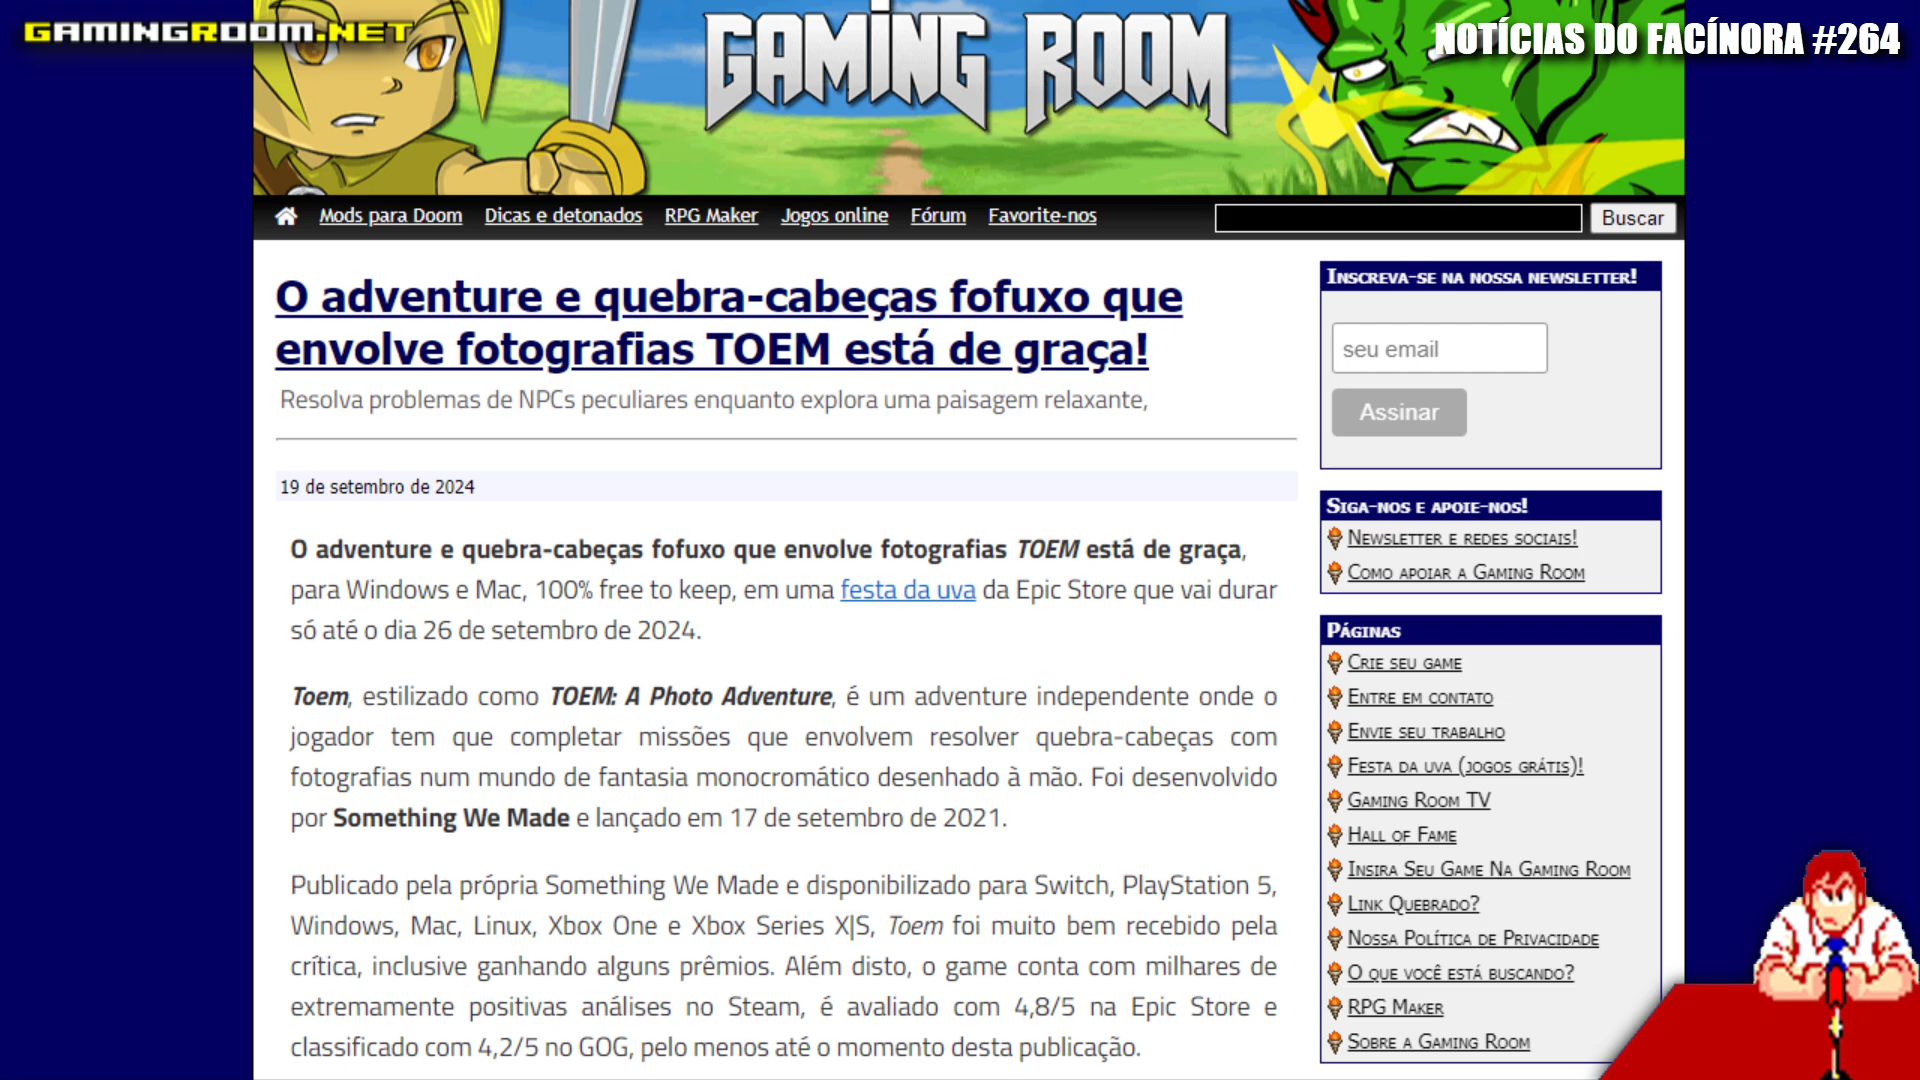 GAMINGROOM.NET
GAMING ROOM
NOTÍCIAS DO FACÍNORA #264
Mods para Doom Dicas e detonados RPG Maker Jogos online Fórum Favorite-nos Buscar
O adventure e quebra-cabeças fofuxo que
envolve fotografias TOEM está de graça!
Resolva problemas de NPCs peculiares enquanto explora uma paisagem relaxante,
19 de setembro de 2024
O adventure e quebra-cabeças fofuxo que envolve fotografias TOEM está de graça,
para Windows e Mac, 100% free to keep, em uma festa da uva da Epic Store que vai durar
só até o dia 26 de setembro de 2024.
Toem, estilizado como TOEM: A Photo Adventure, é um adventure independente onde o
jogador tem que completar missões que envolvem resolver quebra-cabeças com
fotografias num mundo de fantasia monocromático desenhado à mão. Foi desenvolvido
por Something We Made e lançado em 17 de setembro de 2021.
Publicado pela própria Something We Made e disponibilizado para Switch, PlayStation 5,
Windows, Mac, Linux, Xbox One e Xbox Series X|S, Toem foi muito bem recebido pela
crítica, inclusive ganhando alguns prêmios. Além disto, o game conta com milhares de
extremamente positivas análises no Steam, é avaliado com 4,8/5 na Epic Store e
classificado com 4,2/5 no GOG, pelo menos até o momento desta publicação.
Inscreva-se na nossa newsletter!
seu email
Assinar
Siga-nos e apoie-nos!
Newsletter e redes sociais!
Como apoiar a Gaming Room
Páginas
Crie seu game
Entre em contato
Envie seu trabalho
Festa da uva (jogos grátis)!
Gaming Room TV
Hall of Fame
Insira Seu Game Na Gaming Room
Link Quebrado?
Nossa Política de Privacidade
O que você está buscando?
RPG Maker
Sobre a Gaming Room